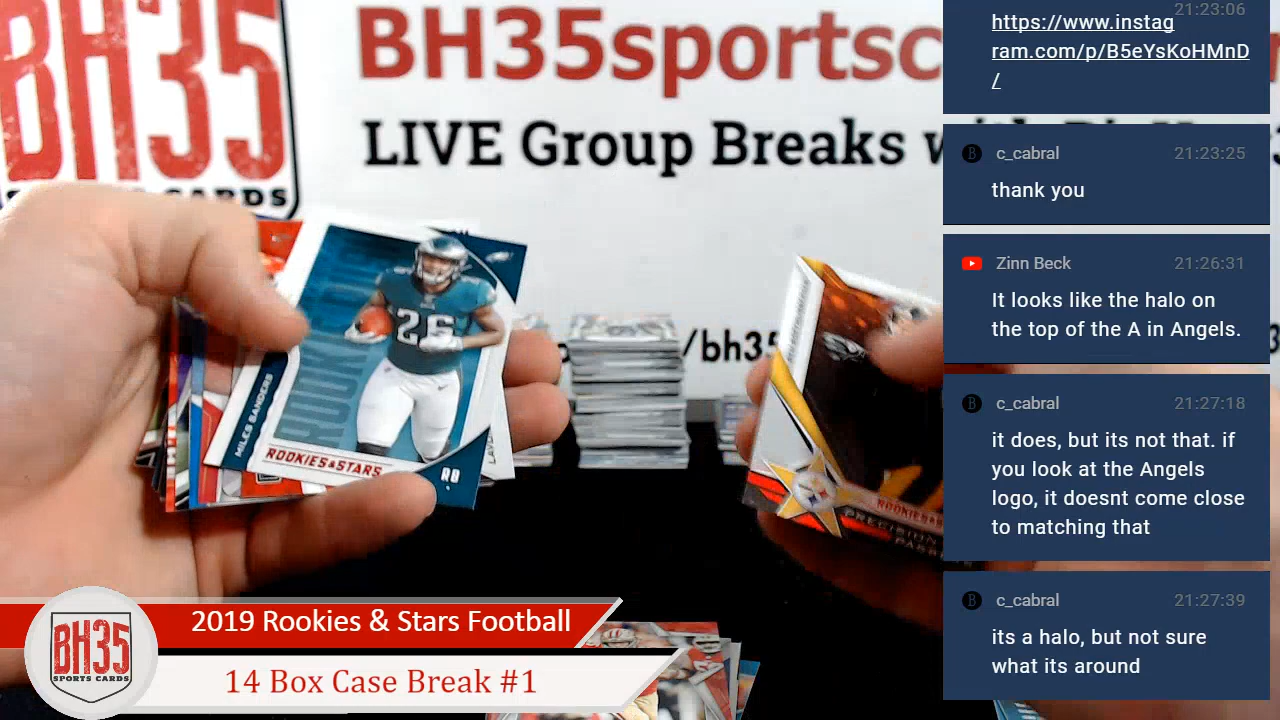 BH35
SPORTS CARDS
BH35sportsc
LIVE Group Breaks w
/bh35
26
MILES SANDERS
ROOKIES & STARS
RB
ROOKIES &
PRECISION
PASS
2019 Rookies & Stars Football
14 Box Case Break #1
BH35
SPORTS CARDS
21:23:06
https://www.instag
ram.com/p/B5eYsKoHMnD
/
c_cabral 21:23:25
thank you
Zinn Beck 21:26:31
It looks like the halo on
the top of the A in Angels.
c_cabral 21:27:18
it does, but its not that. if
you look at the Angels
logo, it doesnt come close
to matching that
c_cabral 21:27:39
its a halo, but not sure
what its around